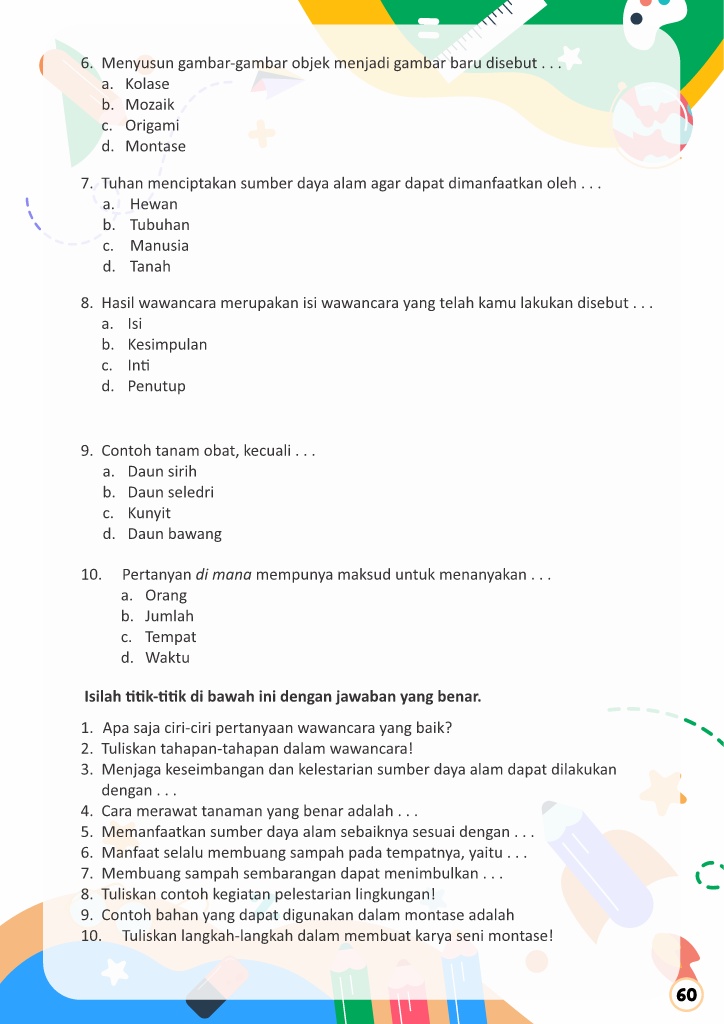 6. Menyusun gambar-gambar objek menjadi gambar baru disebut . . .
a. Kolase
b. Mozaik
c. Origami
d. Montase
7. Tuhan menciptakan sumber daya alam agar dapat dimanfaatkan oleh . . .
a. Hewan
b. Tubuhan
c. Manusia
d. Tanah
8. Hasil wawancara merupakan isi wawancara yang telah kamu lakukan disebut . . .
a. Isi
b. Kesimpulan
c. Inti
d. Penutup
9. Contoh tanam obat, kecuali . . .
a. Daun sirih
b. Daun seledri
c. Kunyit
d. Daun bawang
10. Pertanyan di mana mempunya maksud untuk menanyakan . . .
a. Orang
b. Jumlah
c. Tempat
d. Waktu
Isilah titik-titik di bawah ini dengan jawaban yang benar.
1. Apa saja ciri-ciri pertanyaan wawancara yang baik?
2. Tuliskan tahapan-tahapan dalam wawancara!
3. Menjaga keseimbangan dan kelestarian sumber daya alam dapat dilakukan
dengan . . .
4. Cara merawat tanaman yang benar adalah . . .
5. Memanfaatkan sumber daya alam sebaiknya sesuai dengan . . .
6. Manfaat selalu membuang sampah pada tempatnya, yaitu . . .
7. Membuang sampah sembarangan dapat menimbulkan . . .
8. Tuliskan contoh kegiatan pelestarian lingkungan!
9. Contoh bahan yang dapat digunakan dalam montase adalah
10. Tuliskan langkah-langkah dalam membuat karya seni montase!
60